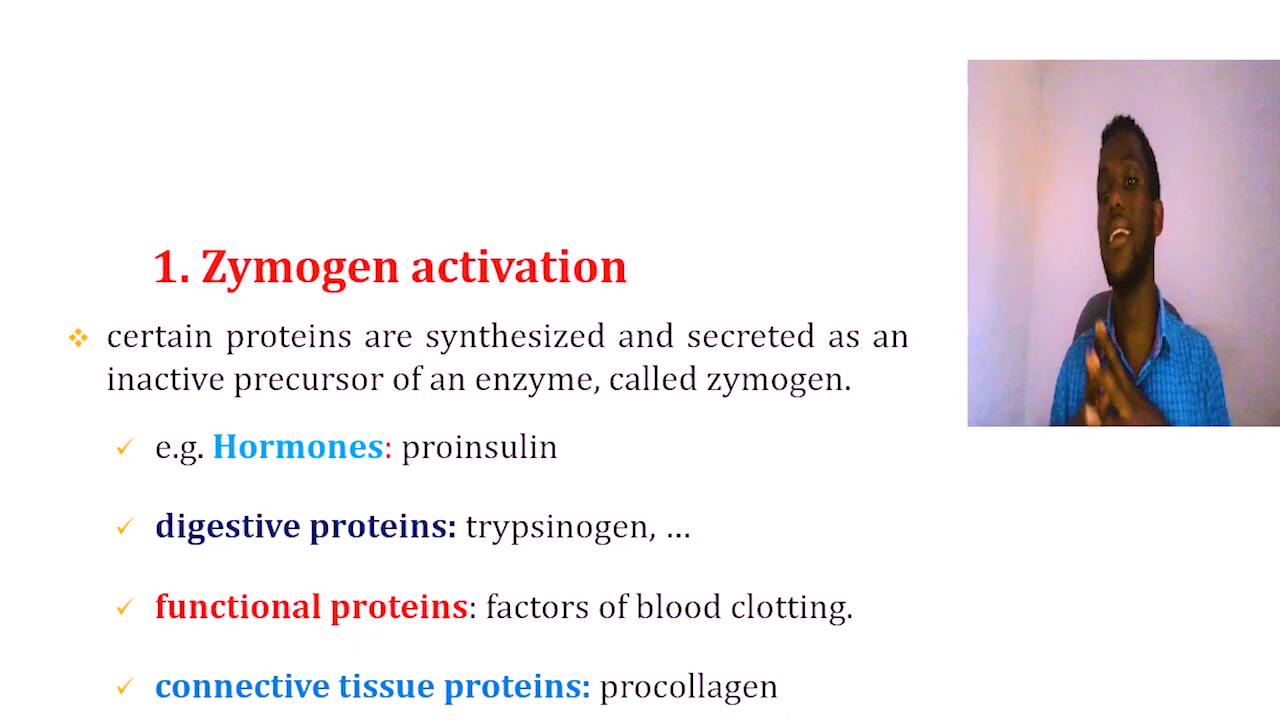 1. Zymogen activation
certain proteins are synthesized and secreted as an
inactive precursor of an enzyme, called zymogen.
e.g. Hormones: proinsulin
digestive proteins: trypsinogen, ...
functional proteins: factors of blood clotting.
connective tissue proteins: procollagen